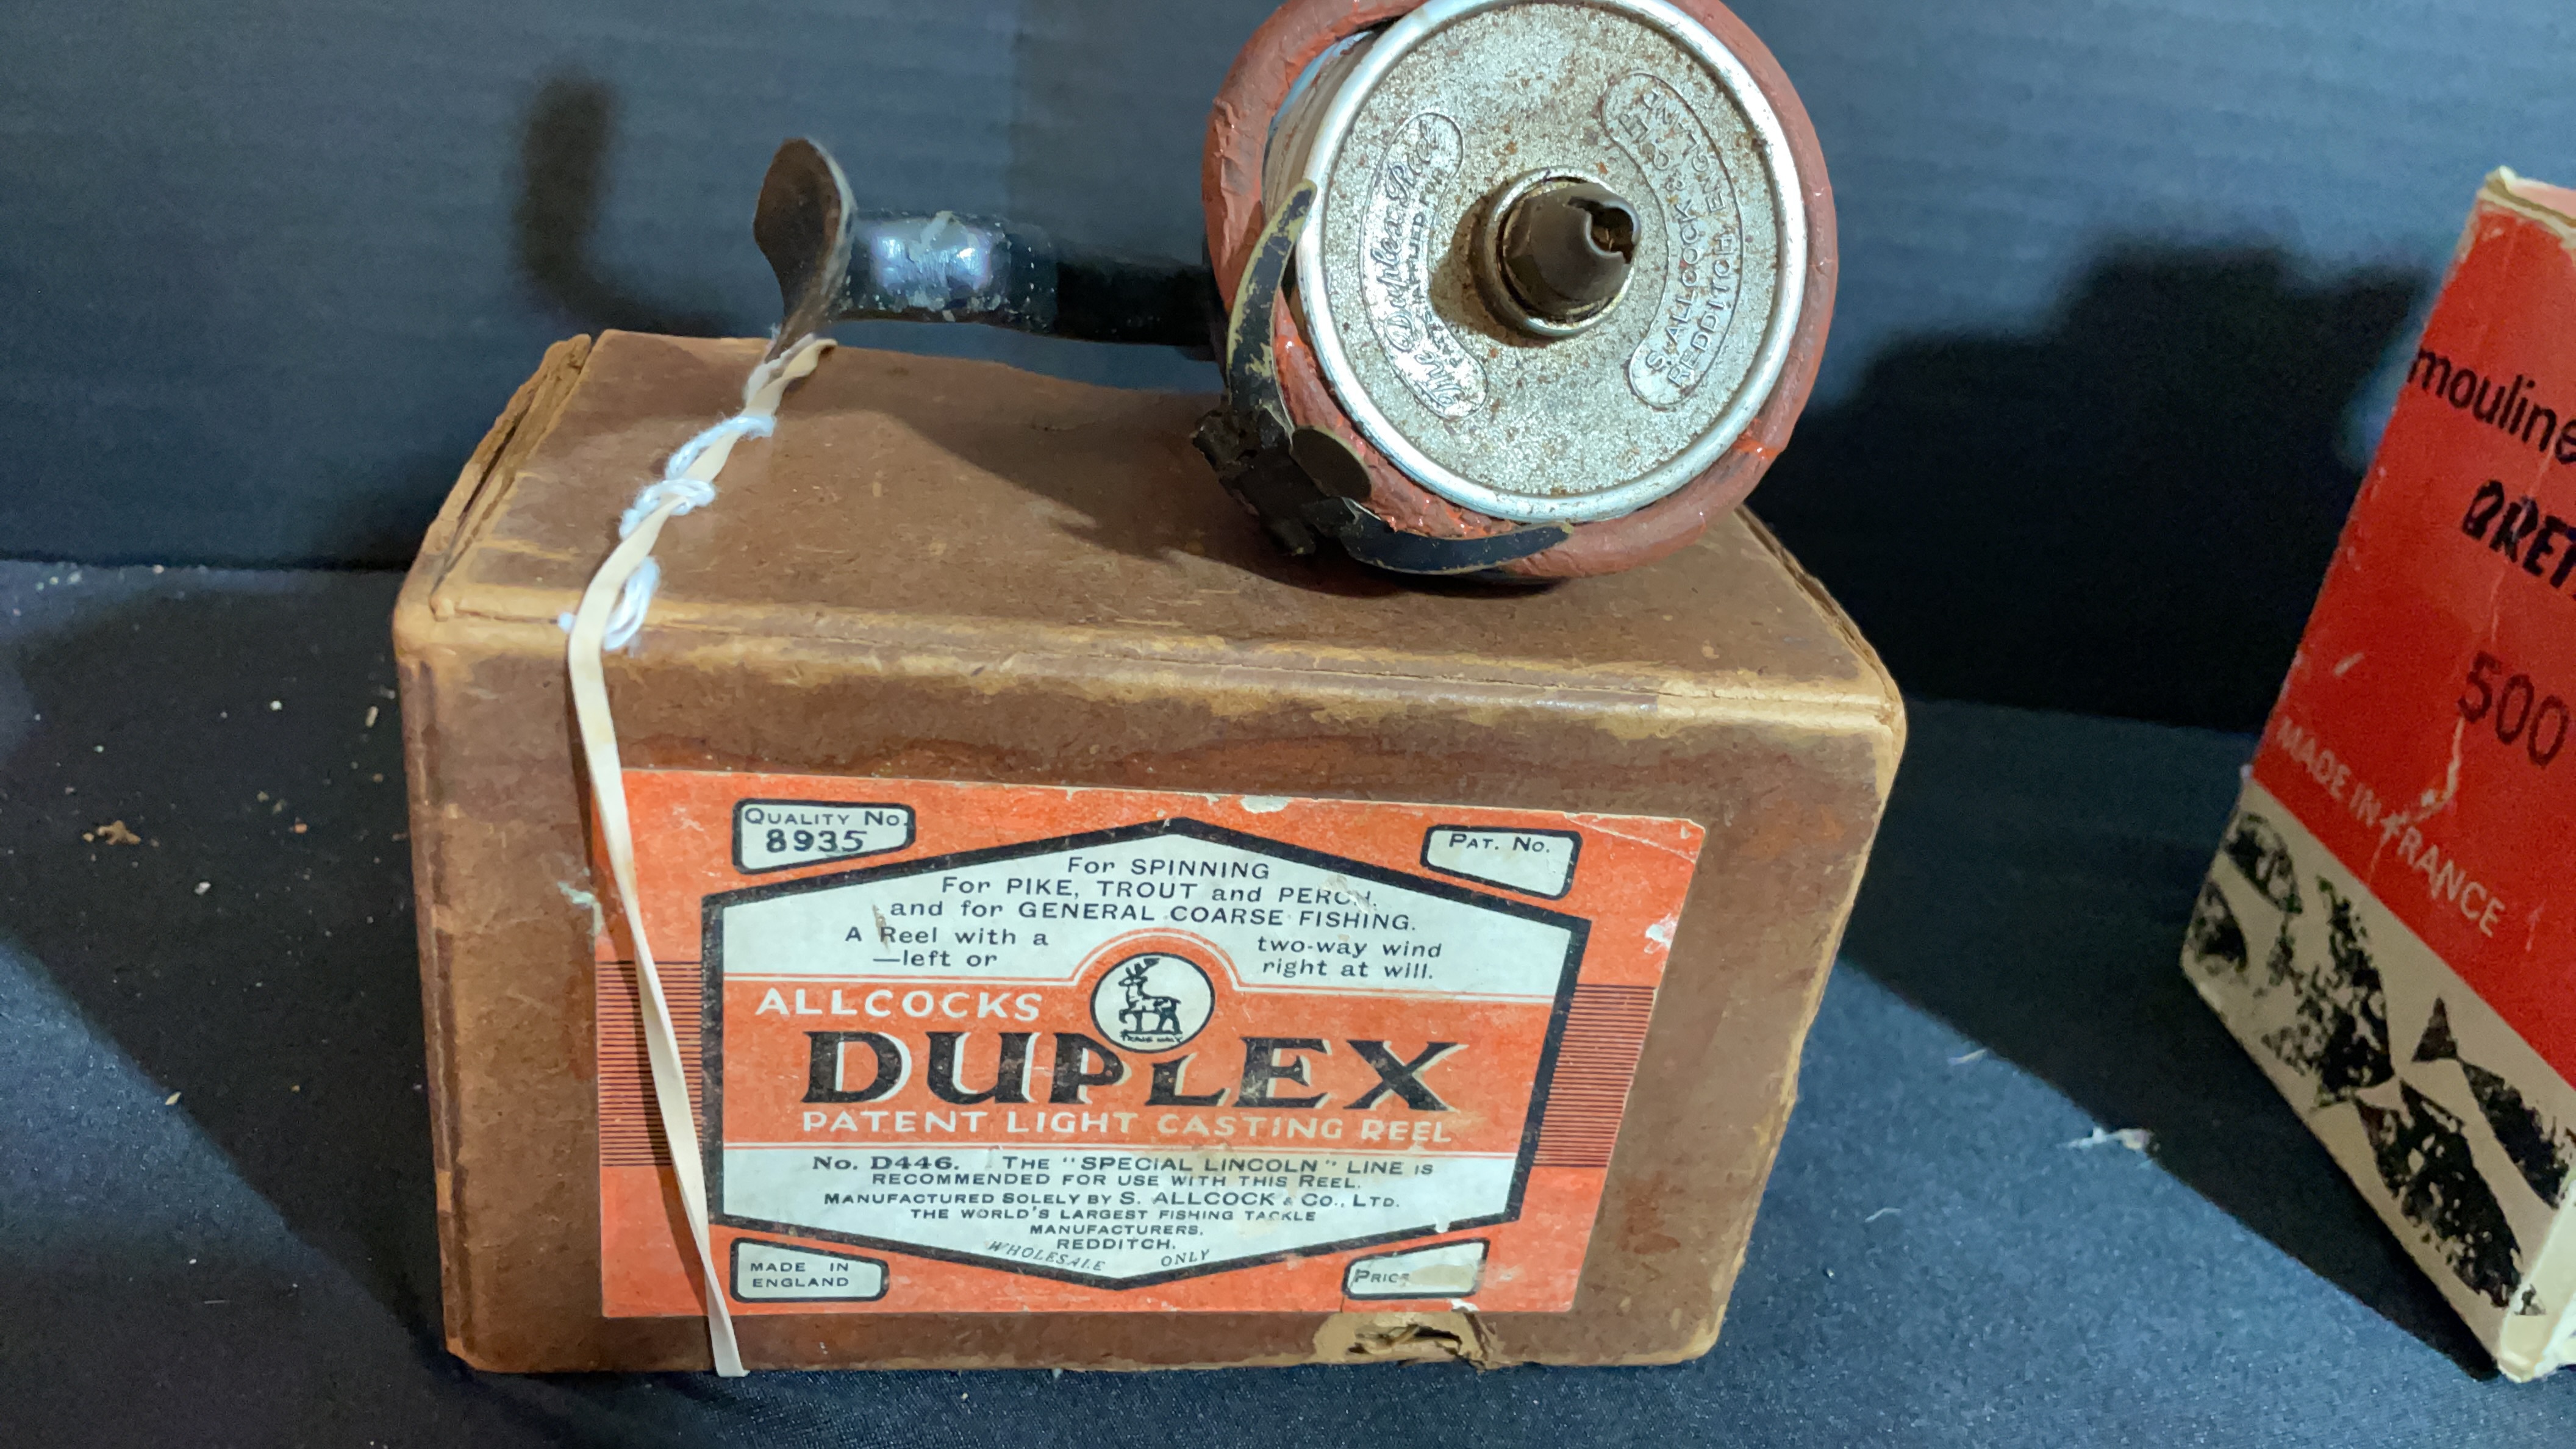 The Duplex Reel
S. ALLOCK & Co. LTD.
REDDITCH ENGLAND
QUALITY No.
8935
PAT. No.
For SPINNING
For PIKE, TROUT and PERCH.
and for GENERAL COARSE FISHING.
A Reel with a two-way wind
—left or right at will.
ALLCOCKS
DUPLEX
PATENT LIGHT CASTING REEL
No. D446. THE "SPECIAL LINCOLN" LINE IS
RECOMMENDED FOR USE WITH THIS REEL.
MANUFACTURED SOLELY BY S. ALLCOCK & CO., LTD.
THE WORLD'S LARGEST FISHING TACKLE
MANUFACTURERS,
REDDITCH.
WHOLESALE ONLY
MADE IN
ENGLAND
PRICE
mouline
500
MADE IN FRANCE